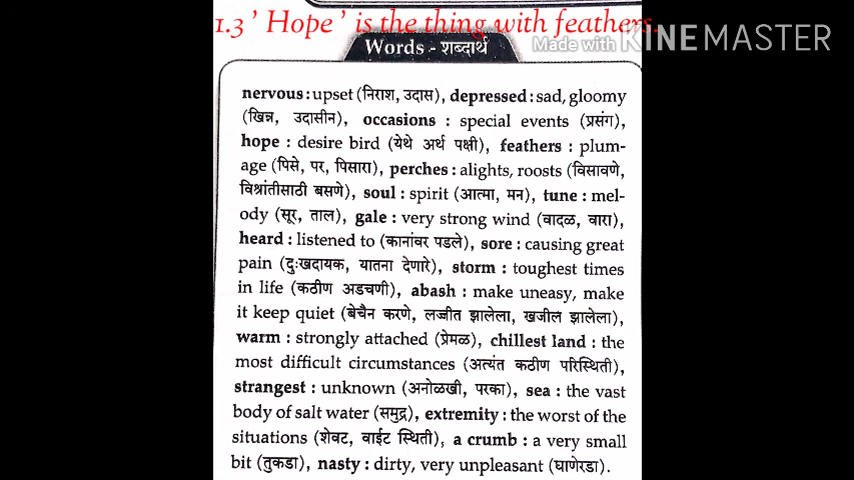 1.3 ' Hope ' is the thing with feathers.
Made with KINEMASTER
Words - शब्दार्थ
nervous : upset (निराश, उदास), depressed : sad, gloomy
(खिन्न, उदासीन), occasions : special events (प्रसंग),
hope : desire bird (येथे अर्थ पक्षी), feathers : plum-
age (पिसे, पर, पिसारा), perches : alights, roosts (विसावणे,
विश्रांतीसाठी बसणे), soul : spirit (आत्मा, मन), tune : mel-
ody (सूर, ताल), gale : very strong wind (वादळ, वारा),
heard : listened to (कानांवर पडले), sore : causing great
pain (दुःखदायक, यातना देणारे), storm : toughest times
in life (कठीण अडचणी), abash : make uneasy, make
it keep quiet (बेचैन करणे, लज्जीत झालेला, खजील झालेला),
warm : strongly attached (प्रेमळ), chillest land : the
most difficult circumstances (अत्यंत कठीण परिस्थिती),
strangest : unknown (अनोळखी, परका), sea : the vast
body of salt water (समुद्र), extremity : the worst of the
situations (शेवट, वाईट स्थिती), a crumb : a very small
bit (तुकडा), nasty : dirty, very unpleasant (घाणेरडा).